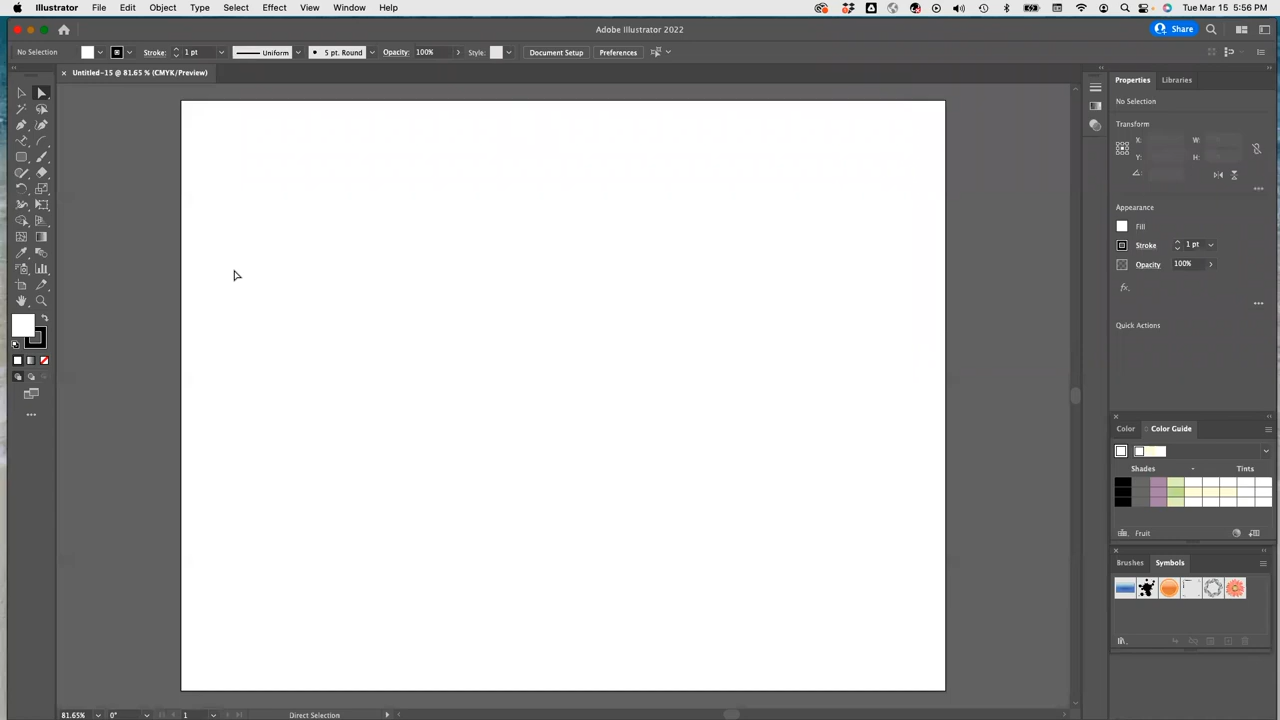 Illustrator File Edit Object Type Select Effect View Window Help
Tue Mar 15 5:56 PM
Adobe Illustrator 2022
Share
No Selection Stroke: 1 pt Uniform 5 pt. Round Opacity: 100% Style: Document Setup Preferences
Untitled-15 @ 81.65 % (CMYK/Preview)
Properties Libraries
No Selection
Transform
X: W:
Y: H:
Appearance
Fill
Stroke 1 pt
Opacity 100%
fx.
Quick Actions
Color Color Guide
Shades Tints
Fruit
Brushes Symbols
81.65% 0° 1 Direct Selection